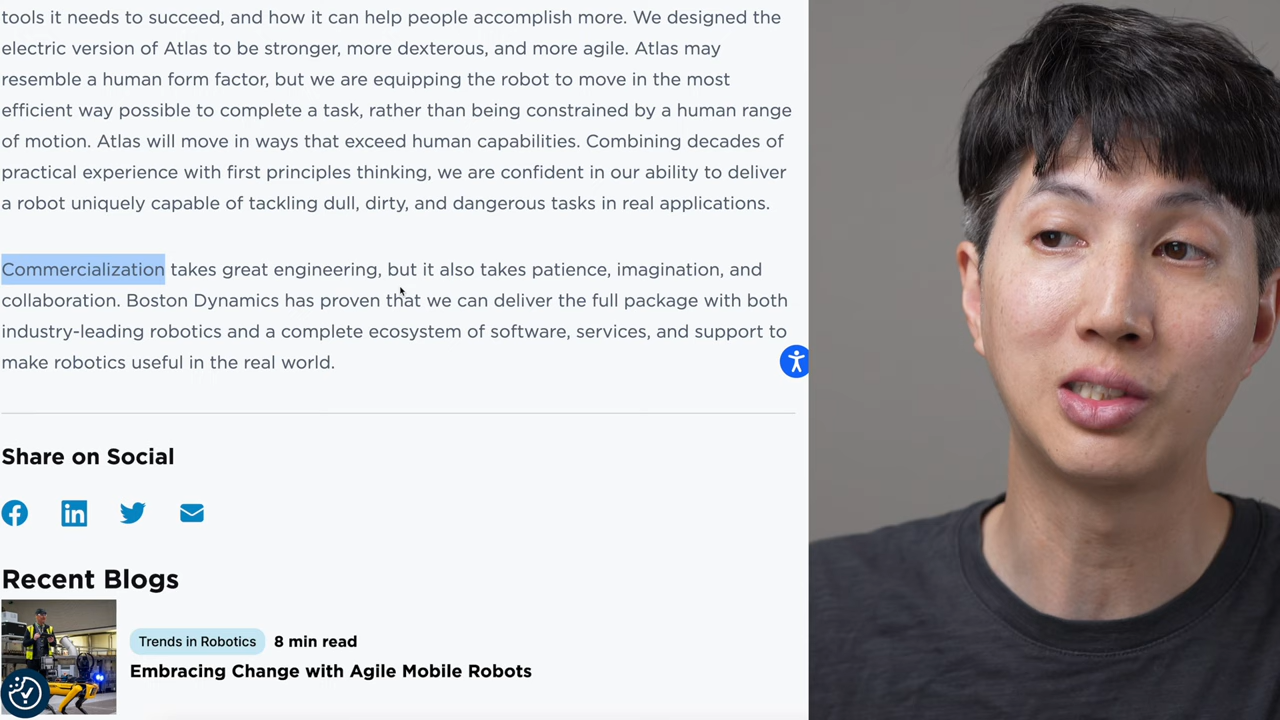 tools it needs to succeed, and how it can help people accomplish more. We designed the
electric version of Atlas to be stronger, more dexterous, and more agile. Atlas may
resemble a human form factor, but we are equipping the robot to move in the most
efficient way possible to complete a task, rather than being constrained by a human range
of motion. Atlas will move in ways that exceed human capabilities. Combining decades of
practical experience with first principles thinking, we are confident in our ability to deliver
a robot uniquely capable of tackling dull, dirty, and dangerous tasks in real applications.
Commercialization takes great engineering, but it also takes patience, imagination, and
collaboration. Boston Dynamics has proven that we can deliver the full package with both
industry-leading robotics and a complete ecosystem of software, services, and support to
make robotics useful in the real world.
Share on Social
Recent Blogs
Trends in Robotics 8 min read
Embracing Change with Agile Mobile Robots